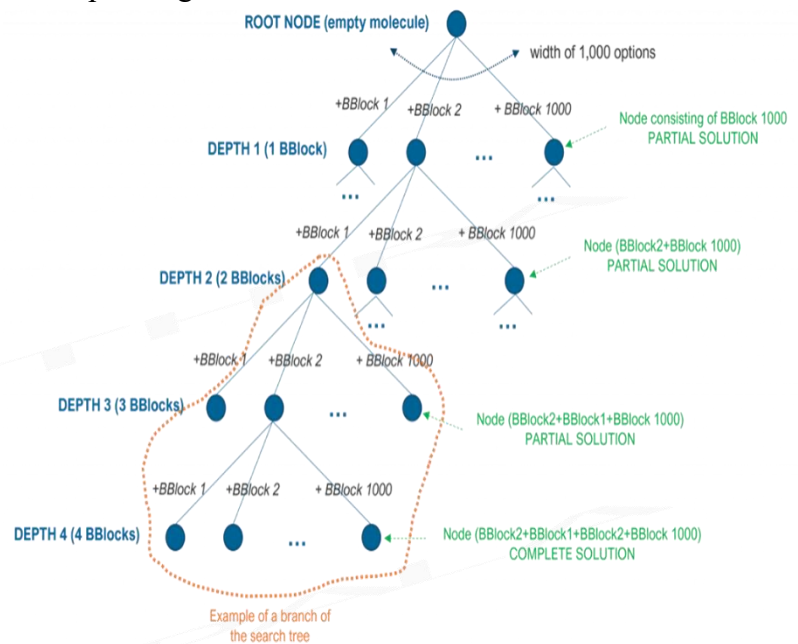 ROOT NODE (empty molecule)
width of 1,000 options
+BBlock 1
+BBlock 2
+ BBlock 1000
Node consisting of BBlock 1000
PARTIAL SOLUTION
DEPTH 1 (1 BBlock)
...
...
...
...
+BBlock 1
+BBlock 2
+ BBlock 1000
Node (BBlock2+BBlock 1000)
PARTIAL SOLUTION
DEPTH 2 (2 BBlocks)
...
...
...
+BBlock 1
+BBlock 2
+ BBlock 1000
DEPTH 3 (3 BBlocks)
...
Node (BBlock2+BBlock1+BBlock 1000)
PARTIAL SOLUTION
+BBlock 1
+BBlock 2
+ BBlock 1000
DEPTH 4 (4 BBlocks)
...
Node (BBlock2+BBlock1+BBlock2+BBlock 1000)
COMPLETE SOLUTION
Example of a branch of
the search tree